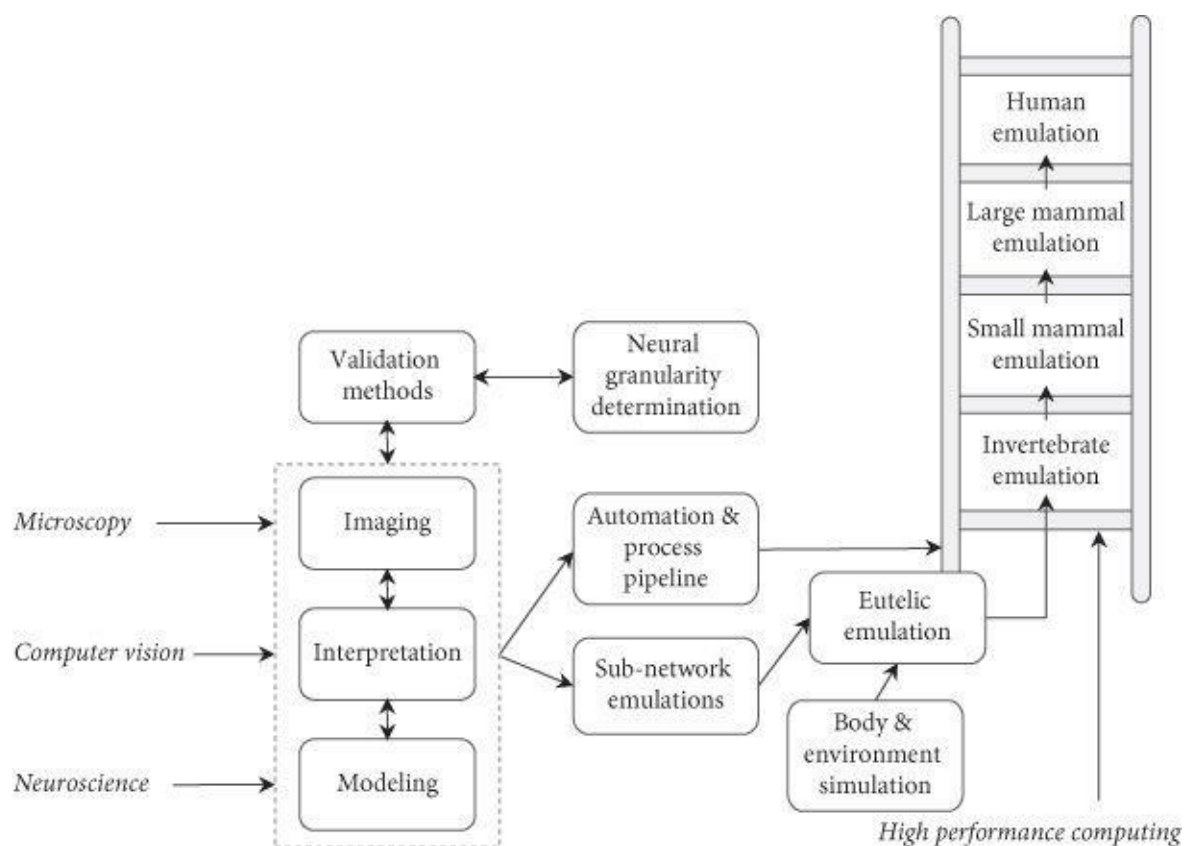 Human
emulation
Large mammal
emulation
Small mammal
emulation
Invertebrate
emulation
Validation
methods
Neural
granularity
determination
Microscopy
Imaging
Automation &
process
pipeline
Eutelic
emulation
Computer vision
Interpretation
Sub-network
emulations
Body &
environment
simulation
Neuroscience
Modeling
High performance computing